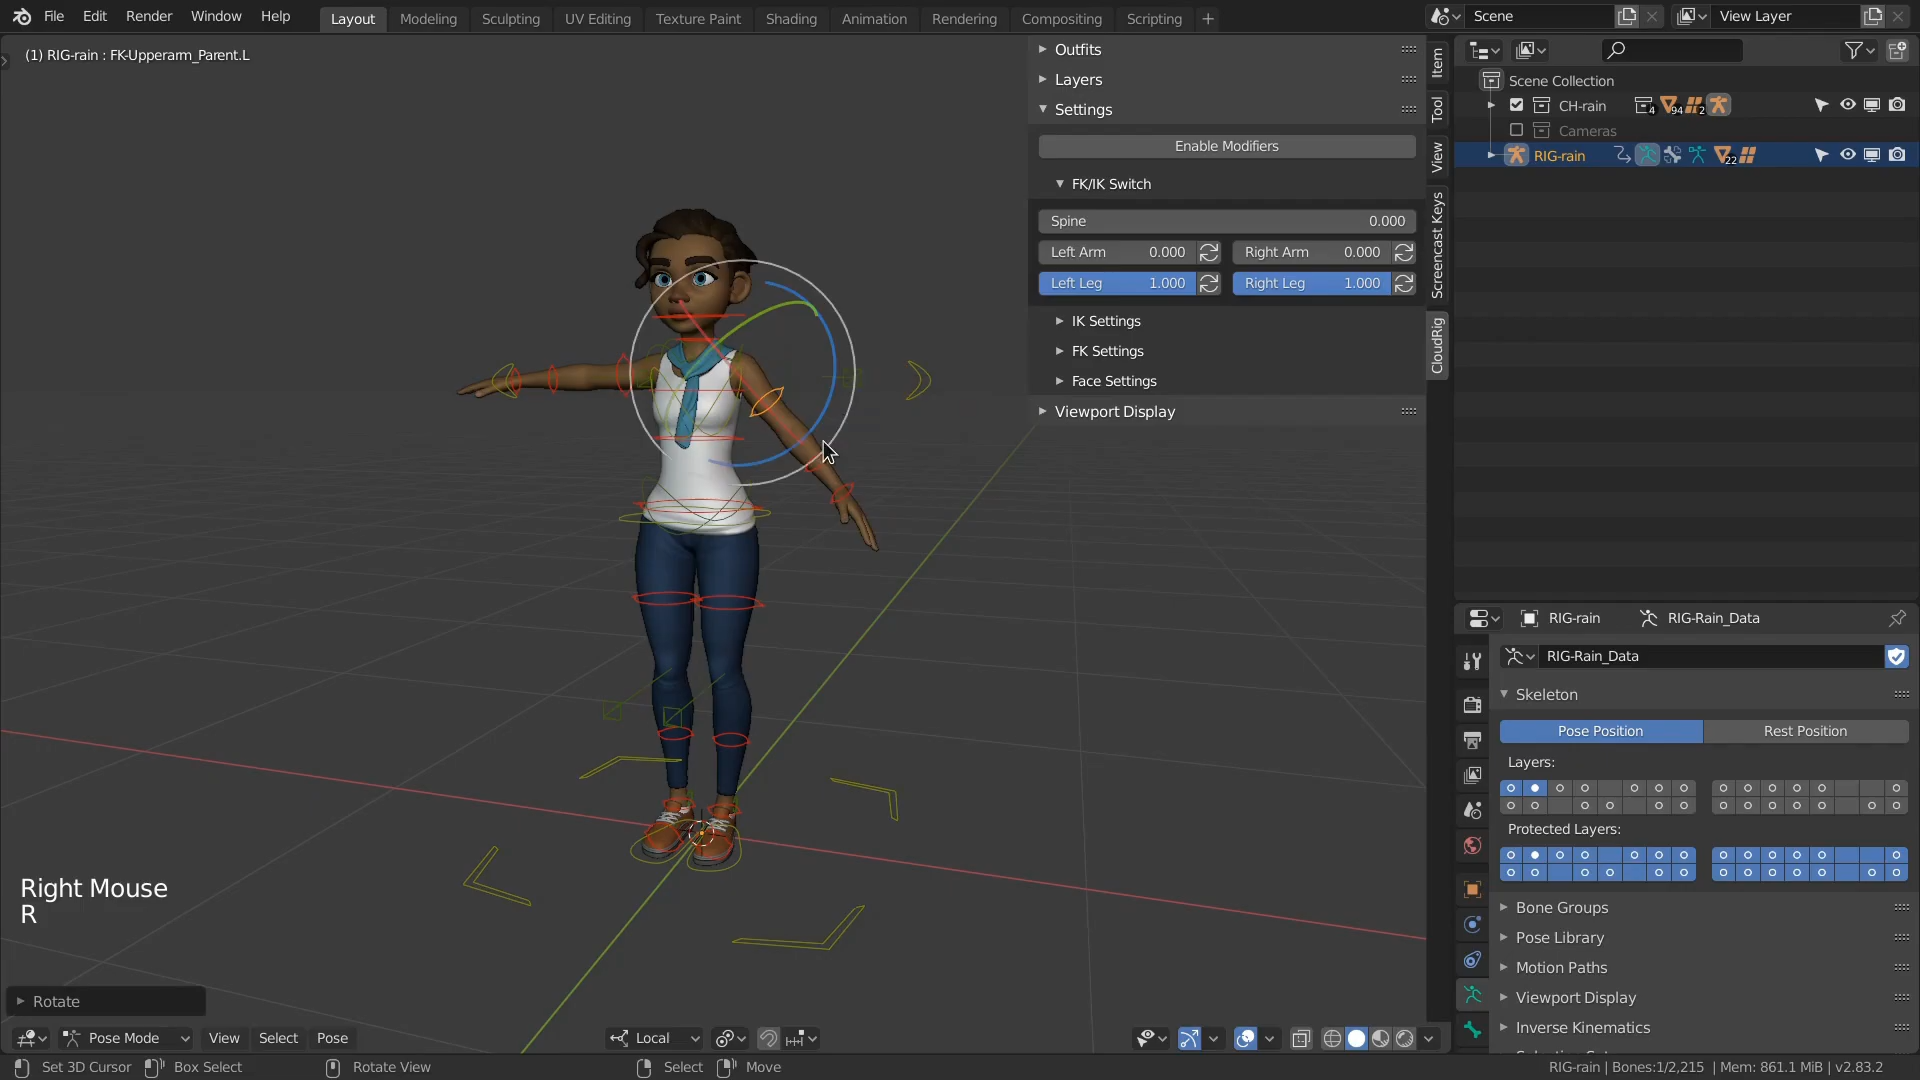 File Edit Render Window Help Layout Modeling Sculpting UV Editing Texture Paint Shading Animation Rendering Compositing Scripting + Scene View Layer
(1) RIG-rain : FK-Upperarm_Parent.L
Outfits
Layers
Settings
Enable Modifiers
FK/IK Switch
Spine 0.000
Left Arm 0.000 Right Arm 0.000
Left Leg 1.000 Right Leg 1.000
IK Settings
FK Settings
Face Settings
Viewport Display
Item
Tool
View
Screencast Keys
CloudRig
Scene Collection
CH-rain 4 94 2
Cameras
RIG-rain 22
RIG-rain RIG-Rain_Data
RIG-Rain_Data
Skeleton
Pose Position Rest Position
Layers:
Protected Layers:
Bone Groups
Pose Library
Motion Paths
Viewport Display
Inverse Kinematics
Right Mouse
R
Rotate
Pose Mode View Select Pose Local
Set 3D Cursor Box Select Rotate View Select Move RIG-rain | Bones:1/2,215 | Mem: 861.1 MiB | v2.83.2